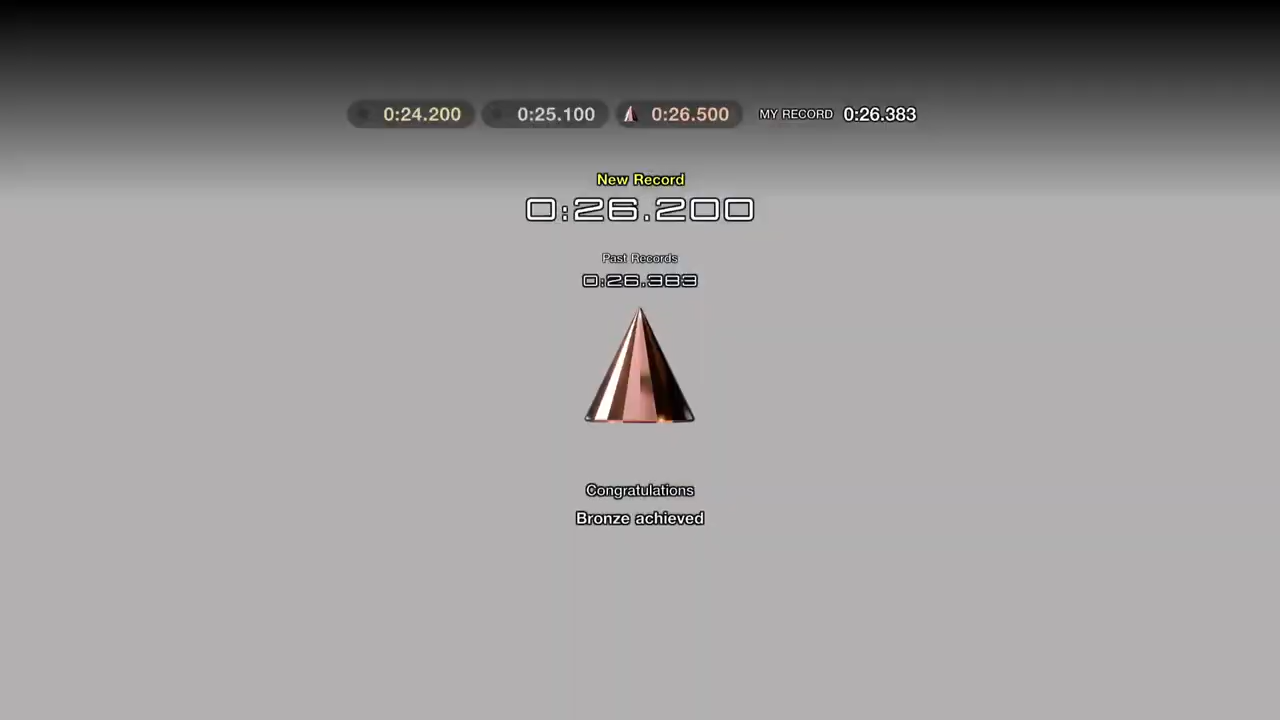 0:24.200 0:25.100 0:26.500 MY RECORD 0:26.383
New Record
0:26.200
Past Records
0:26.383
Congratulations
Bronze achieved